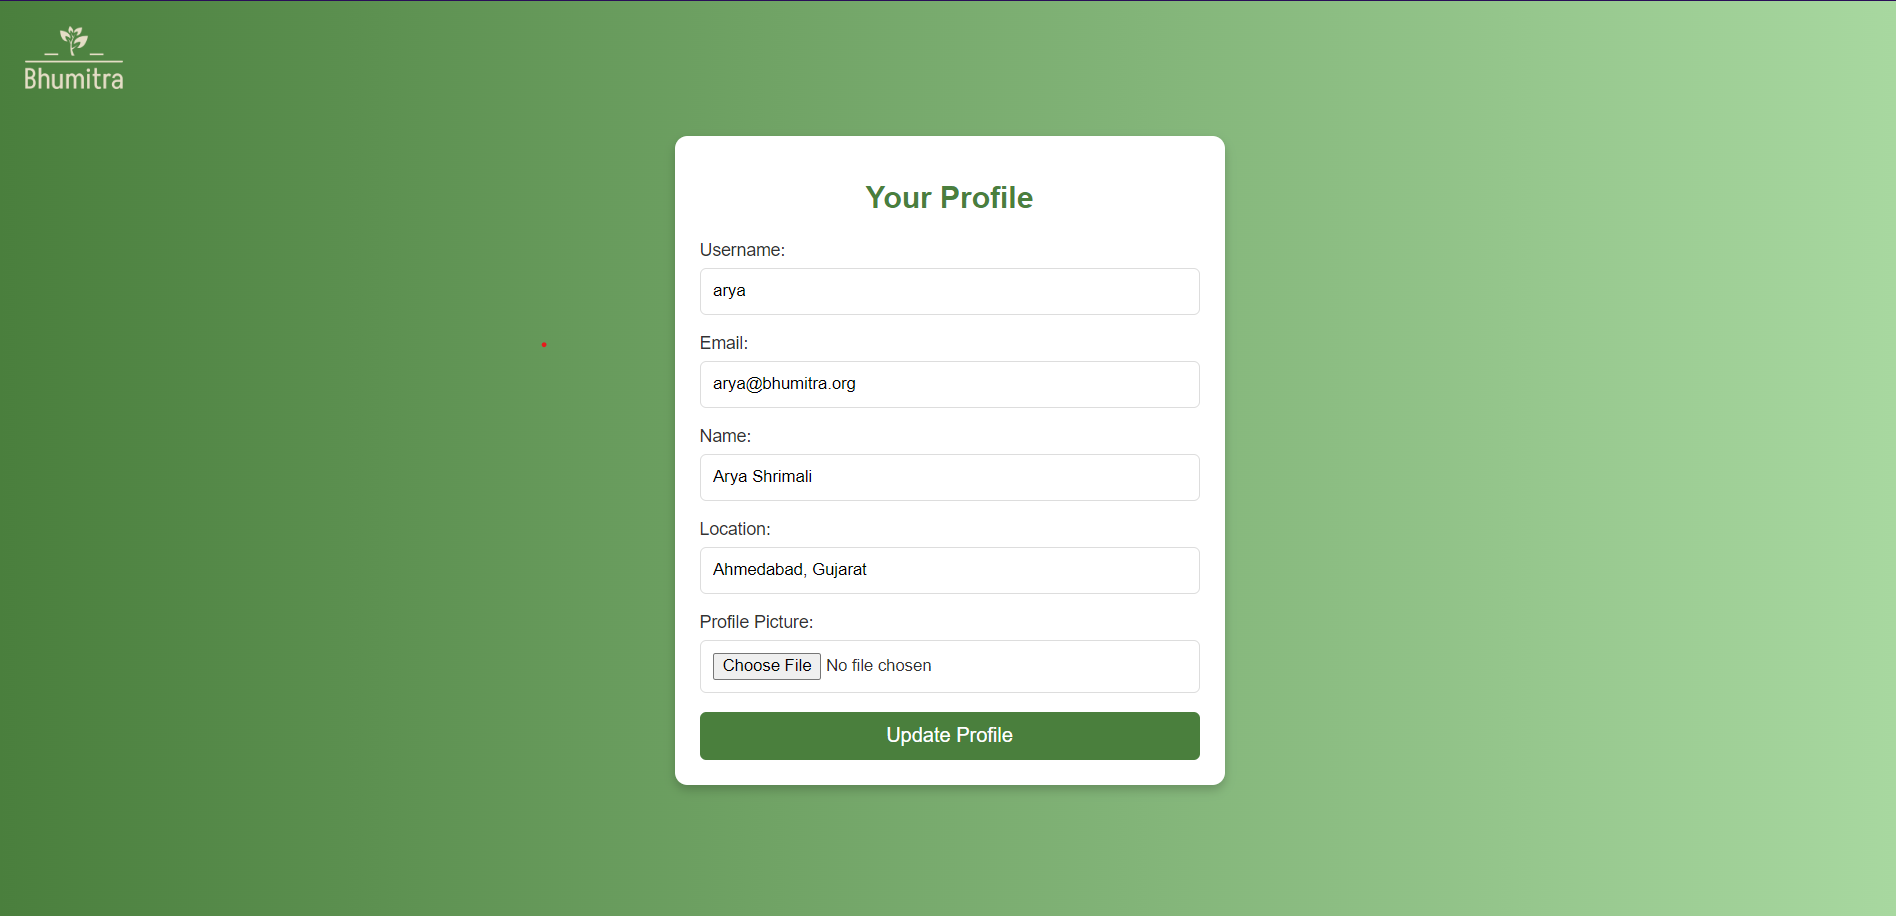 Bhumitra
Your Profile
Username:
arya
Email:
arya@bhumitra.org
Name:
Arya Shrimali
Location:
Ahmedabad, Gujarat
Profile Picture:
Choose File No file chosen
Update Profile